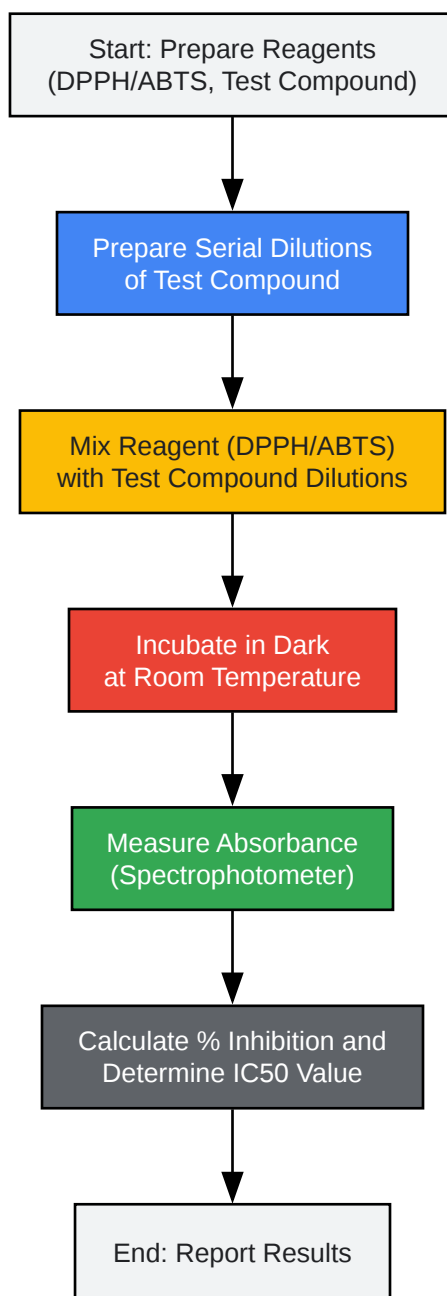 Start: Prepare Reagents
(DPPH/ABTS, Test Compound)
Prepare Serial Dilutions
of Test Compound
Mix Reagent (DPPH/ABTS)
with Test Compound Dilutions
Incubate in Dark
at Room Temperature
Measure Absorbance
(Spectrophotometer)
Calculate % Inhibition and
Determine IC50 Value
End: Report Results